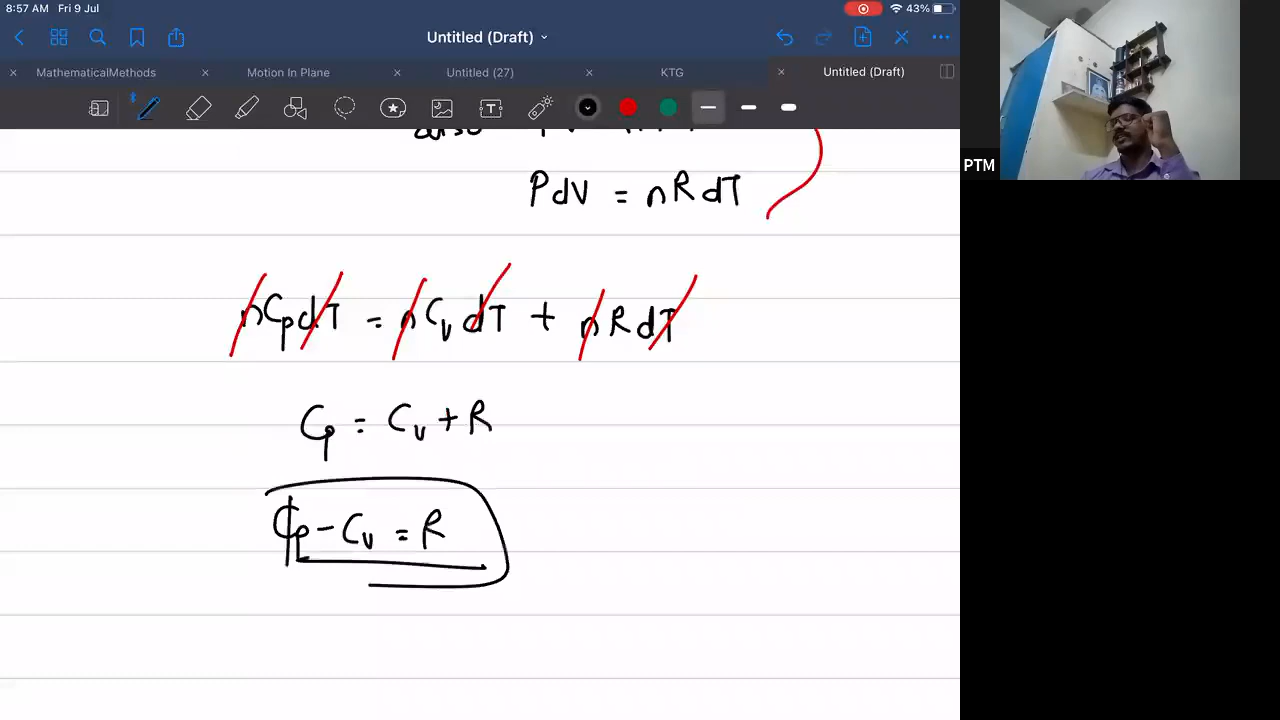 8:57 AM Fri 9 Jul
43%
Untitled (Draft)
MathematicalMethods
Motion In Plane
Untitled (27)
KTG
Untitled (Draft)
T
PTM
PdV = nRdT
nCpdT = nCvdT + nRdT
Cp = Cv + R
Cp - Cv = R